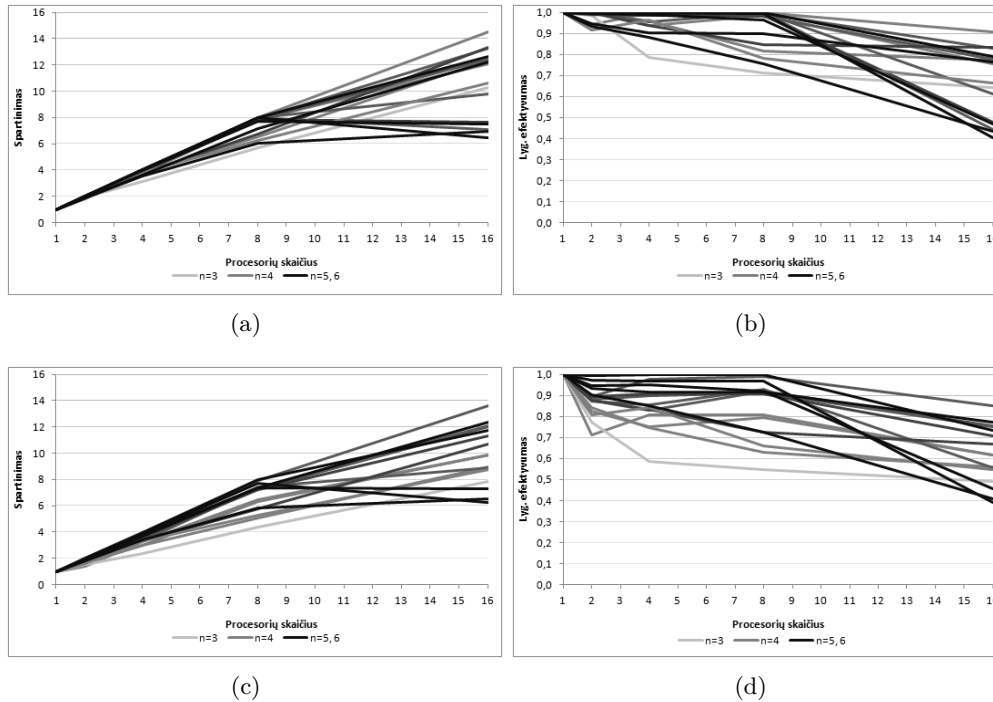 16
14
12
10
8
6
4
2
0
Spartinimas
1 2 3 4 5 6 7 8 9 10 11 12 13 14 15 16
Procesorių skaičius
n=3 n=4 n=5, 6
(a)
1,0
0,9
0,8
0,7
0,6
0,5
0,4
0,3
0,2
0,1
0,0
Lyg. efektyvumas
1 2 3 4 5 6 7 8 9 10 11 12 13 14 15 16
Procesorių skaičius
n=3 n=4 n=5, 6
(b)
16
14
12
10
8
6
4
2
0
Spartinimas
1 2 3 4 5 6 7 8 9 10 11 12 13 14 15 16
Procesorių skaičius
n=3 n=4 n=5, 6
(c)
1,0
0,9
0,8
0,7
0,6
0,5
0,4
0,3
0,2
0,1
0,0
Lyg. efektyvumas
1 2 3 4 5 6 7 8 9 10 11 12 13 14 15 16
Procesorių skaičius
n=3 n=4 n=5, 6
(d)